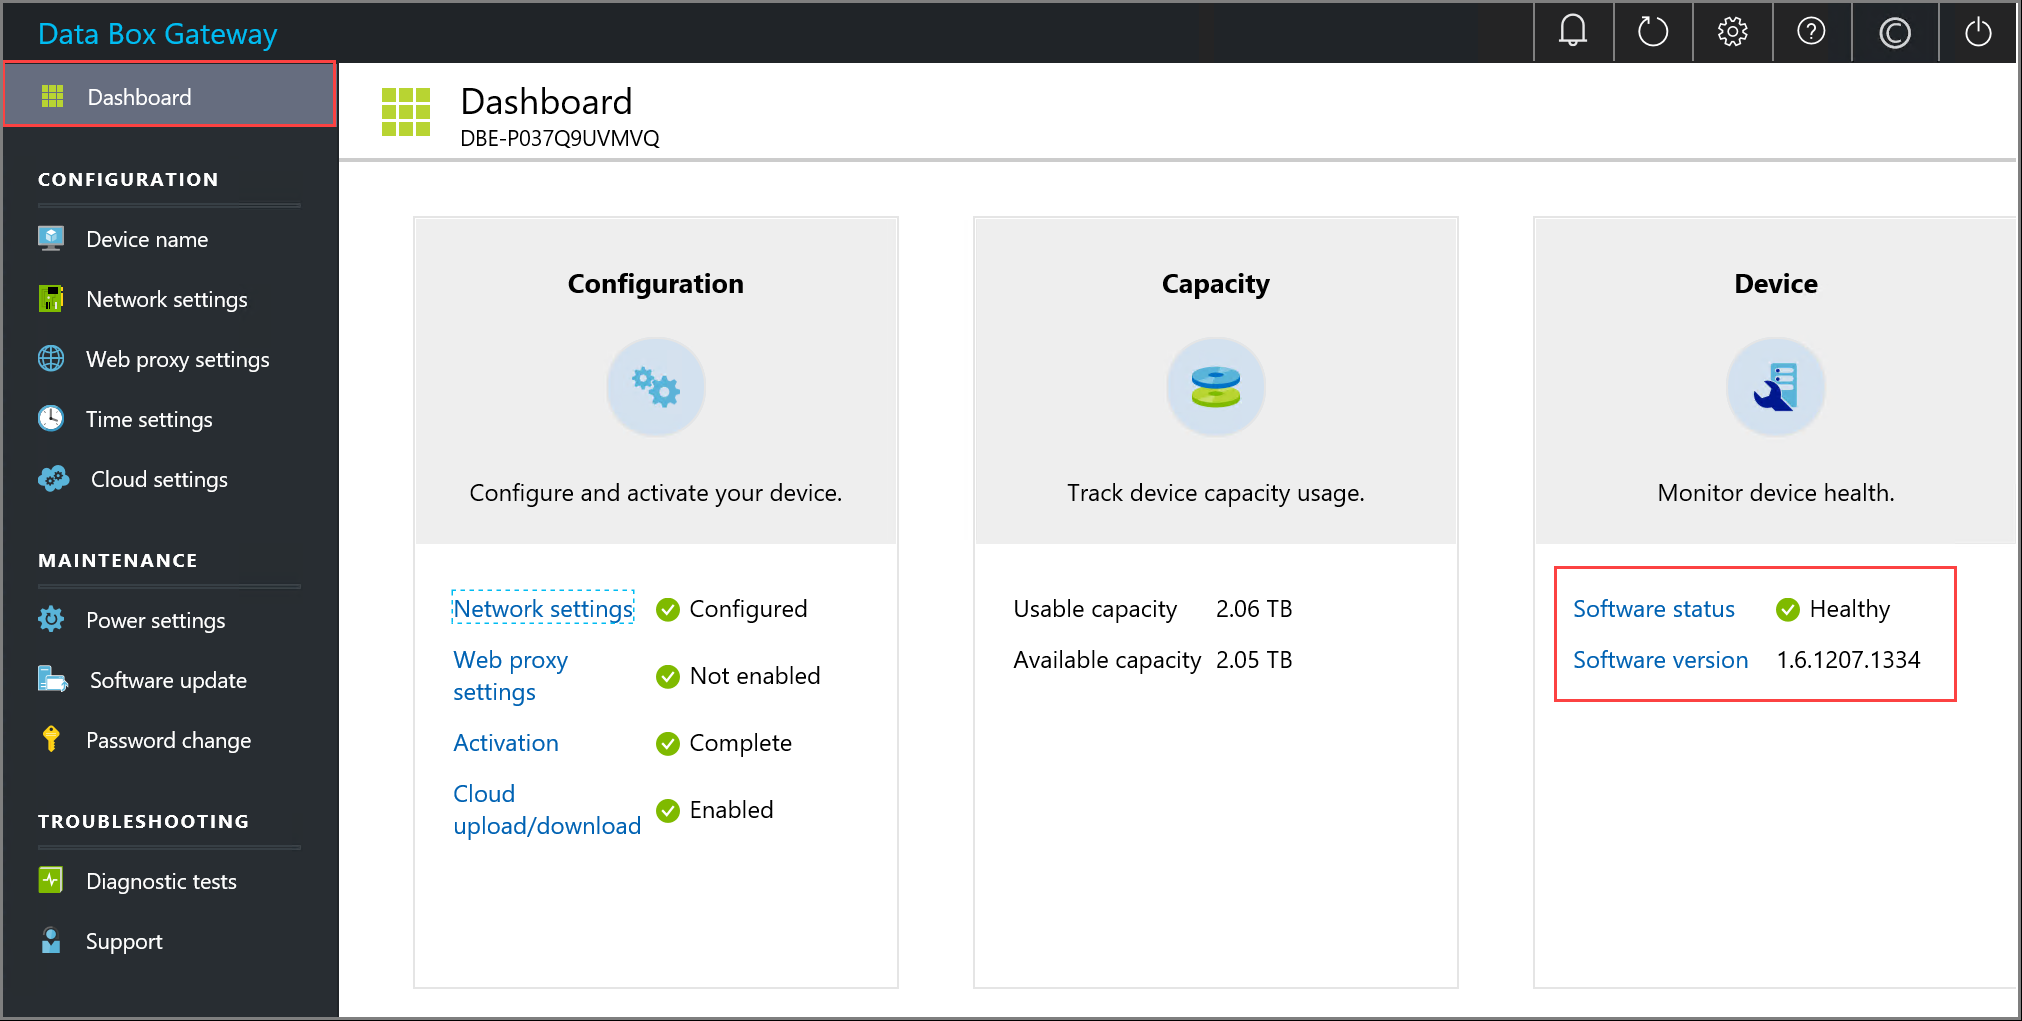 Data Box Gateway
Dashboard
CONFIGURATION
Device name
Network settings
Web proxy settings
Time settings
Cloud settings
MAINTENANCE
Power settings
Software update
Password change
TROUBLESHOOTING
Diagnostic tests
Support
Dashboard
DBE-P037Q9UVMVQ
Configuration
Configure and activate your device.
Network settings Configured
Web proxy
settings Not enabled
Activation Complete
Cloud
upload/download Enabled
Capacity
Track device capacity usage.
Usable capacity 2.06 TB
Available capacity 2.05 TB
Device
Monitor device health.
Software status Healthy
Software version 1.6.1207.1334